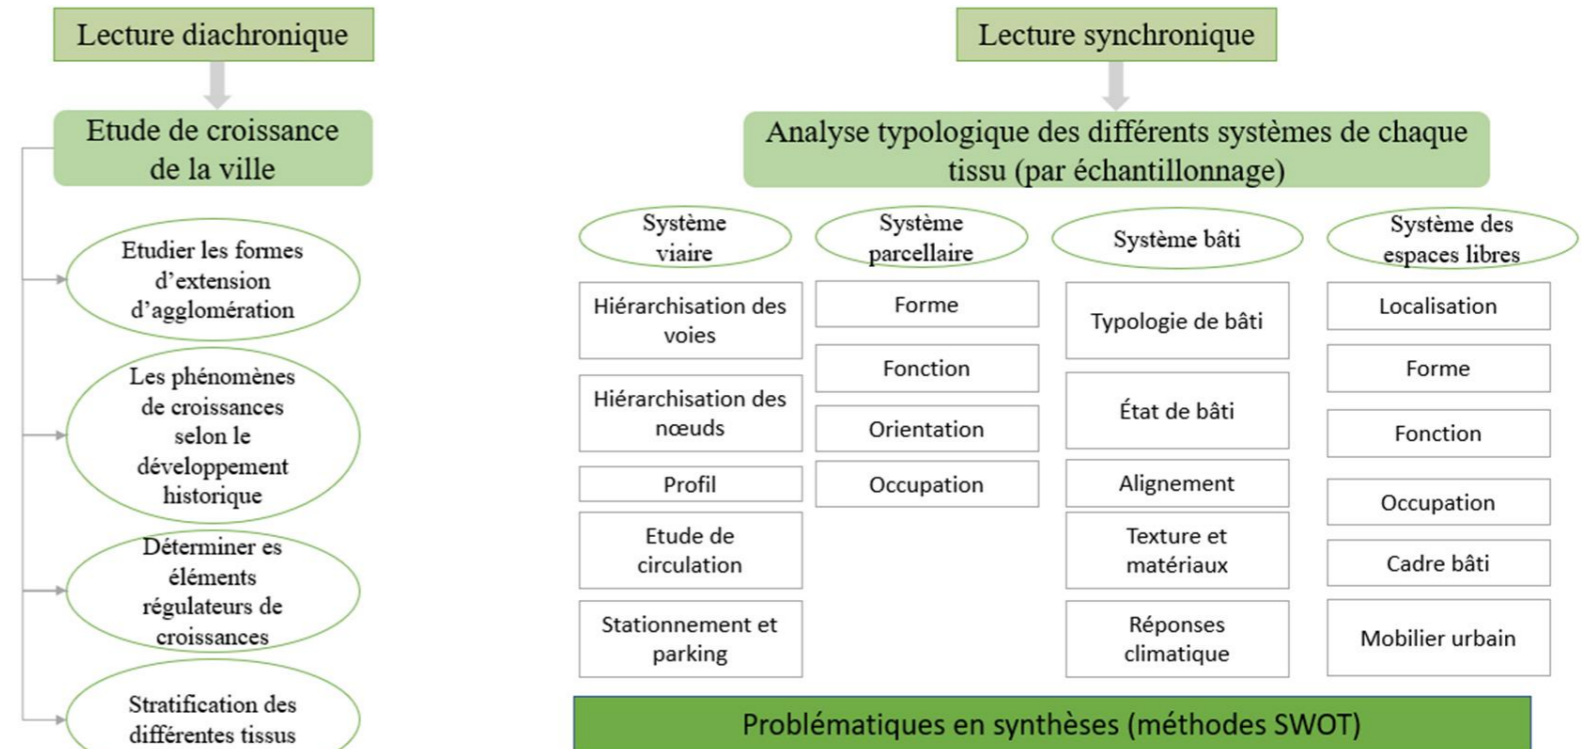 Lecture diachronique
Etude de croissance
de la ville
Etudier les formes
d’extension
d’agglomération
Les phénomènes
de croissances
selon le
développement
historique
Déterminer es
éléments
régulateurs de
croissances
Stratification des
différentes tissus
Lecture synchronique
Analyse typologique des différents systèmes de chaque
tissu (par échantillonnage)
Système
viaire
Hiérarchisation des
voies
Hiérarchisation des
nœuds
Profil
Etude de
circulation
Stationnement et
parking
Système
parcellaire
Forme
Fonction
Orientation
Occupation
Système bâti
Typologie de bâti
État de bâti
Alignement
Texture et
matériaux
Réponses
climatique
Système des
espaces libres
Localisation
Forme
Fonction
Occupation
Cadre bâti
Mobilier urbain
Problématiques en synthèses (méthodes SWOT)